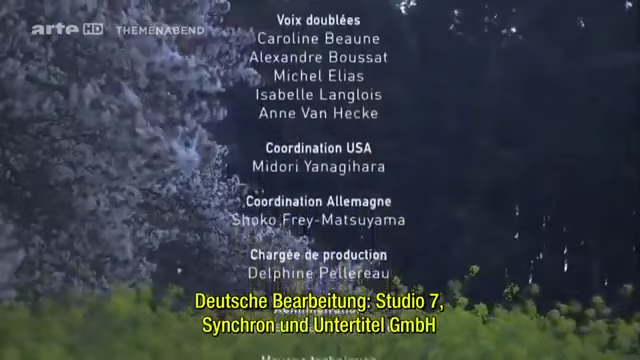 arte HD THEMENABEND
Voix doublées
Caroline Beaune
Alexandre Boussat
Michel Elias
Isabelle Langlois
Anne Van Hecke
Coordination USA
Midori Yanagihara
Coordination Allemagne
Shoko Frey-Matsuyama
Chargée de production
Delphine Pellereau
Deutsche Bearbeitung: Studio 7,
Synchron und Untertitel GmbH